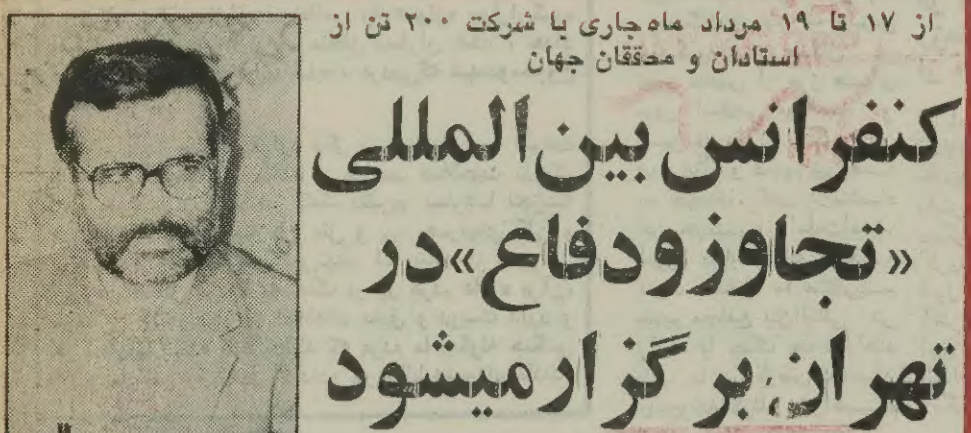 از ۱۷ تا ۱۹ مرداد ماه جاری با شرکت ۲۰۰ تن از
استادان و محققان جهان
کنفرانس بین المللی
«تجاوز و دفاع» در
تهران برگزار میشود